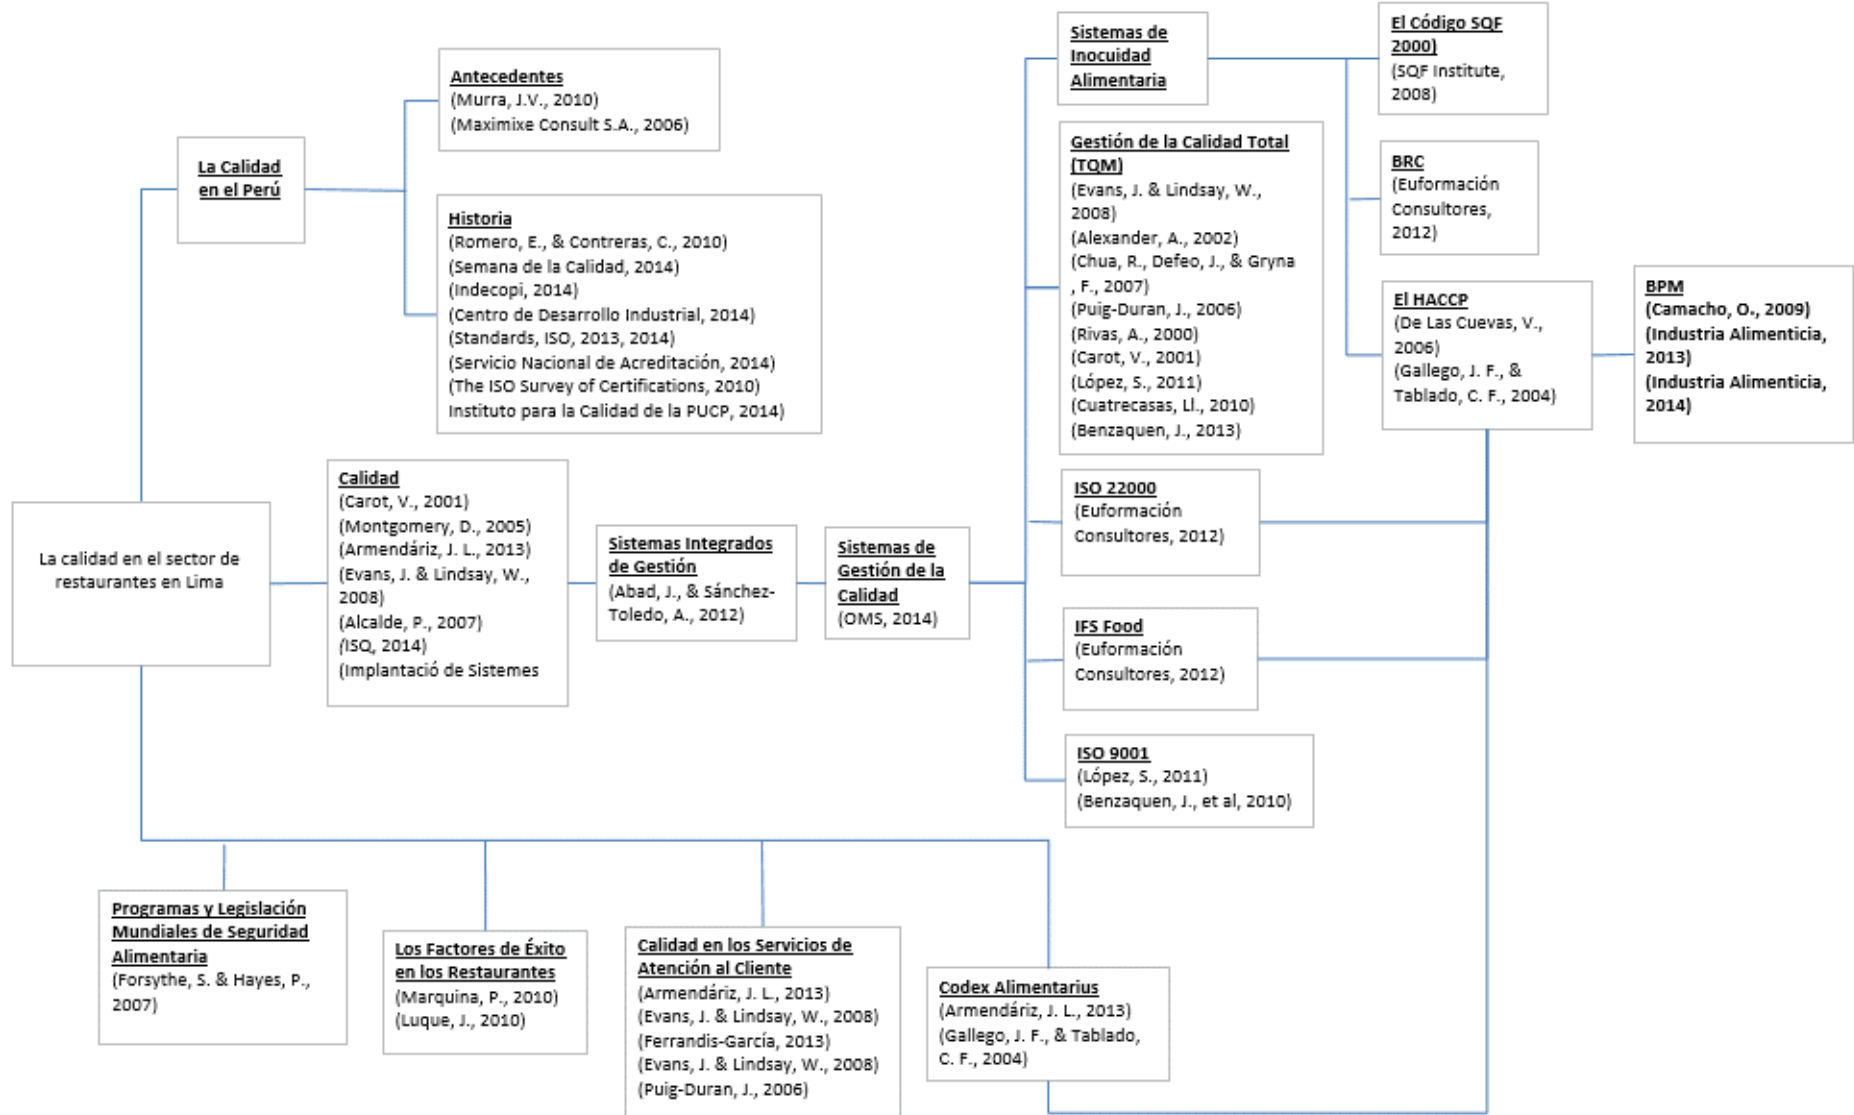 La calidad en el sector de
restaurantes en Lima
La Calidad
en el Perú
Antecedentes
(Murra, J.V., 2010)
(Maximixe Consult S.A., 2006)
Historia
(Romero, E., & Contreras, C., 2010)
(Semana de la Calidad, 2014)
(Indecopi, 2014)
(Centro de Desarrollo Industrial, 2014)
(Standards, ISO, 2013, 2014)
(Servicio Nacional de Acreditación, 2014)
(The ISO Survey of Certifications, 2010)
Instituto para la Calidad de la PUCP, 2014)
Calidad
(Carot, V., 2001)
(Montgomery, D., 2005)
(Armendáriz, J. L., 2013)
(Evans, J. & Lindsay, W.,
2008)
(Alcalde, P., 2007)
(ISQ, 2014)
(Implantació de Sistemes
Sistemas Integrados
de Gestión
(Abad, J., & Sánchez-
Toledo, A., 2012)
Sistemas de
Gestión de la
Calidad
(OMS, 2014)
Sistemas de
Inocuidad
Alimentaria
Gestión de la Calidad Total
(TQM)
(Evans, J. & Lindsay, W.,
2008)
(Alexander, A., 2002)
(Chua, R., Defeo, J., & Gryna
, F., 2007)
(Puig-Duran, J., 2006)
(Rivas, A., 2000)
(Carot, V., 2001)
(López, S., 2011)
(Cuatrecasas, Ll., 2010)
(Benzaquen, J., 2013)
ISO 22000
(Euformación
Consultores, 2012)
IFS Food
(Euformación
Consultores, 2012)
ISO 9001
(López, S., 2011)
(Benzaquen, J., et al, 2010)
El Código SQF
2000)
(SQF Institute,
2008)
BRC
(Euformación
Consultores,
2012)
El HACCP
(De Las Cuevas, V.,
2006)
(Gallego, J. F., &
Tablado, C. F., 2004)
BPM
(Camacho, O., 2009)
(Industria Alimenticia,
2013)
(Industria Alimenticia,
2014)
Programas y Legislación
Mundiales de Seguridad
Alimentaria
(Forsythe, S. & Hayes, P.,
2007)
Los Factores de Éxito
en los Restaurantes
(Marquina, P., 2010)
(Luque, J., 2010)
Calidad en los Servicios de
Atención al Cliente
(Armendáriz, J. L., 2013)
(Evans, J. & Lindsay, W., 2008)
(Ferrandis-García, 2013)
(Evans, J. & Lindsay, W., 2008)
(Puig-Duran, J., 2006)
Codex Alimentarius
(Armendáriz, J. L., 2013)
(Gallego, J. F., & Tablado,
C. F., 2004)